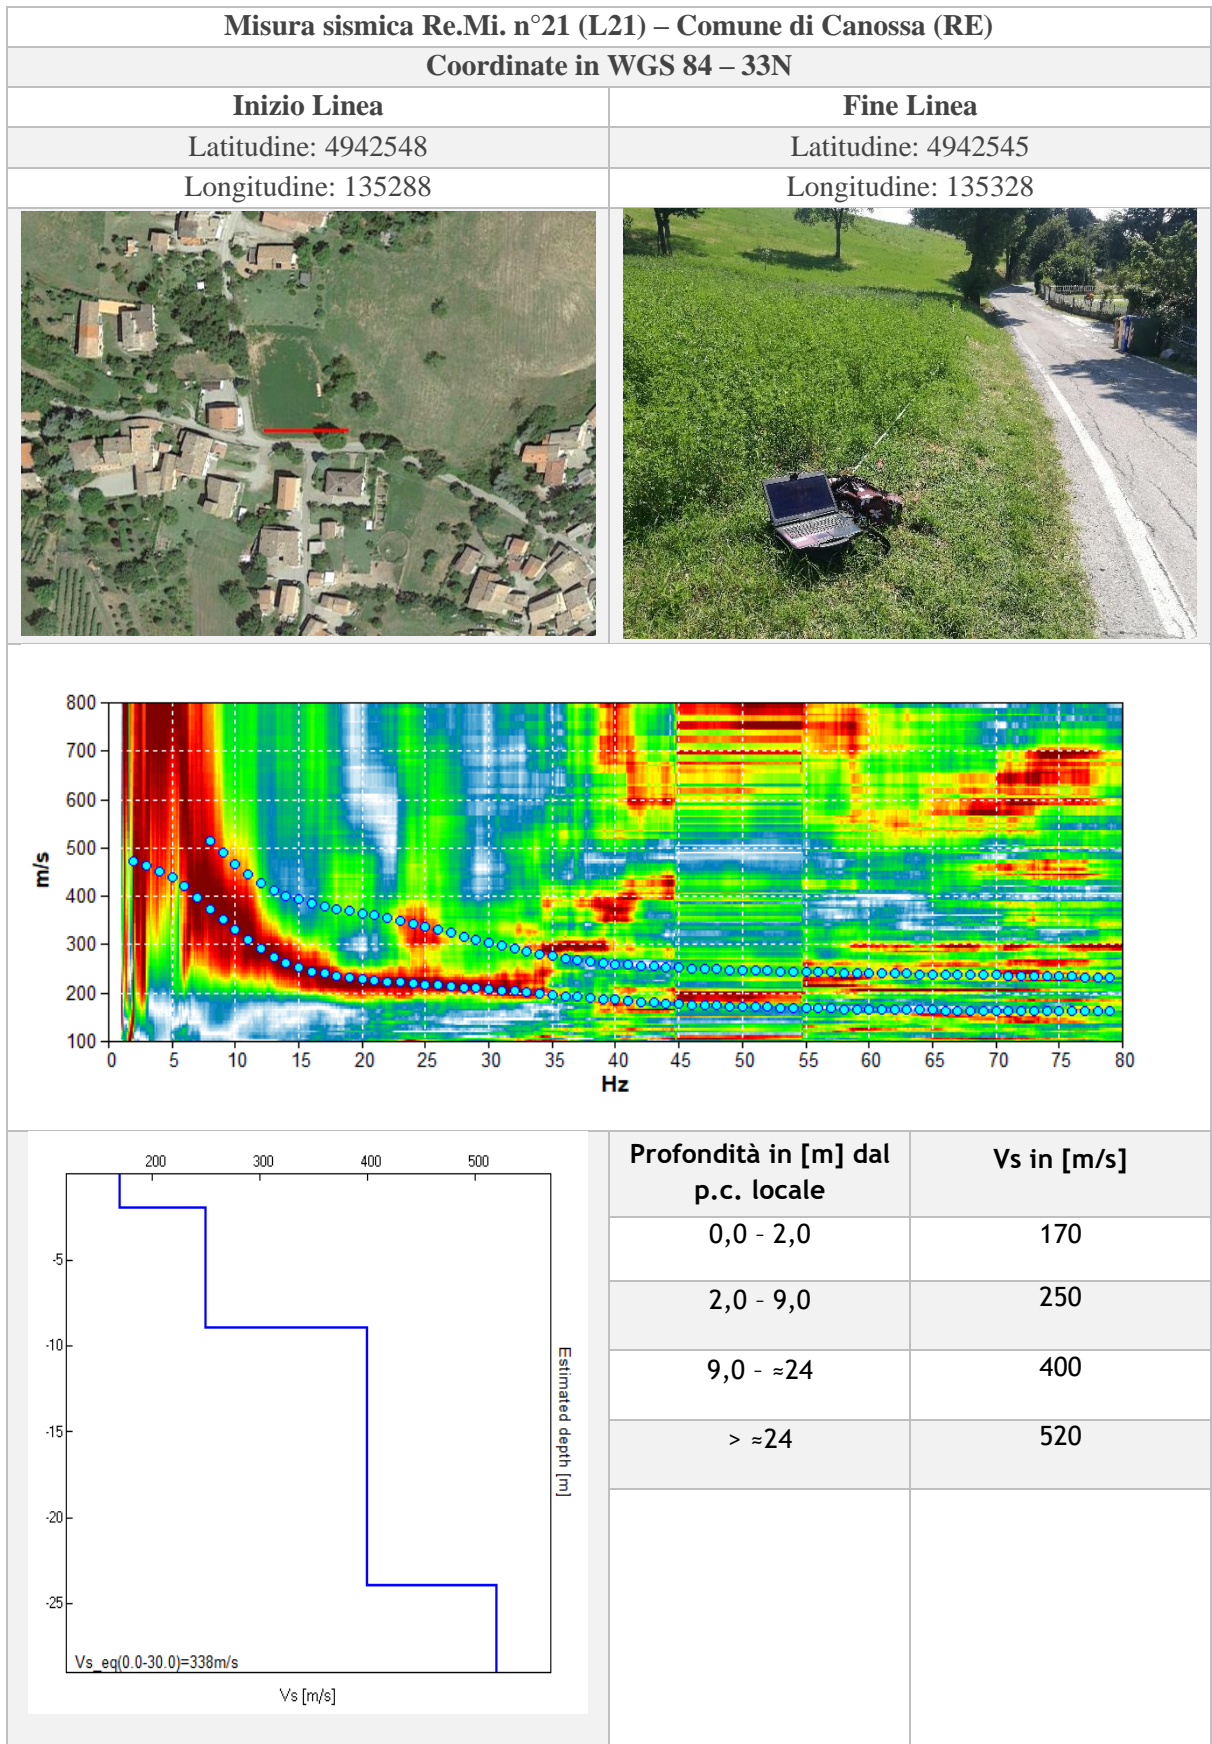 Misura sismica Re.Mi. n°21 (L21) – Comune di Canossa (RE)
Coordinate in WGS 84 – 33N
Inizio Linea
Fine Linea
Latitudine: 4942548
Latitudine: 4942545
Longitudine: 135288
Longitudine: 135328
800
700
600
500
400
300
200
100
m/s
0 5 10 15 20 25 30 35 40 45 50 55 60 65 70 75 80
Hz
200 300 400 500
-5
-10
-15
-20
-25
Estimated depth [m]
Vs_eq(0.0-30.0)=338m/s
Vs [m/s]
Profondità in [m] dal
p.c. locale
Vs in [m/s]
0,0 – 2,0
170
2,0 – 9,0
250
9,0 – ≈24
400
> ≈24
520